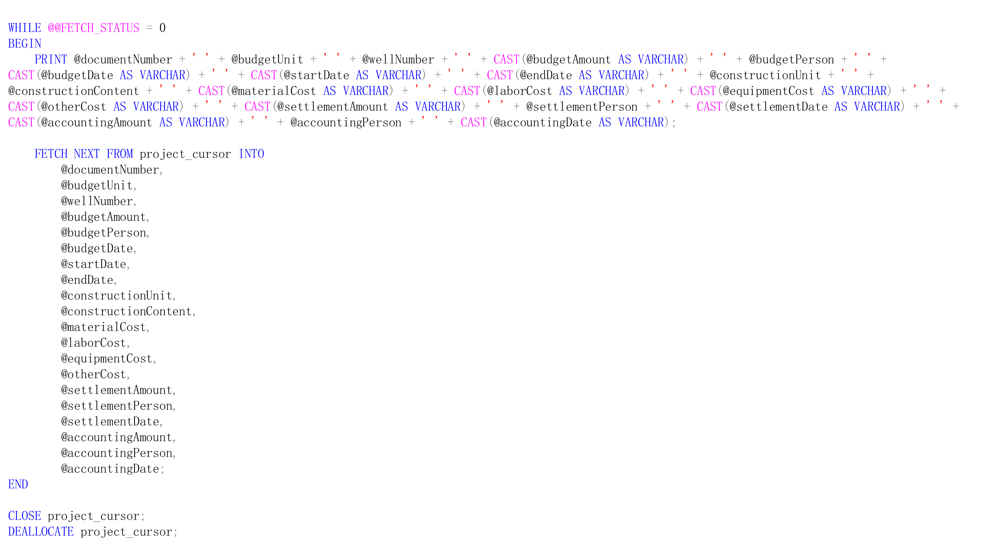 WHILE @@FETCH_STATUS = 0
BEGIN
    PRINT @documentNumber + ' ' + @budgetUnit + ' ' + @wellNumber + ' ' + CAST(@budgetAmount AS VARCHAR) + ' ' + @budgetPerson + ' ' +
CAST(@budgetDate AS VARCHAR) + ' ' + CAST(@startDate AS VARCHAR) + ' ' + CAST(@endDate AS VARCHAR) + ' ' + @constructionUnit + ' ' +
@constructionContent + ' ' + CAST(@materialCost AS VARCHAR) + ' ' + CAST(@laborCost AS VARCHAR) + ' ' + CAST(@equipmentCost AS VARCHAR) + ' ' +
CAST(@otherCost AS VARCHAR) + ' ' + CAST(@settlementAmount AS VARCHAR) + ' ' + @settlementPerson + ' ' + CAST(@settlementDate AS VARCHAR) + ' ' +
CAST(@accountingAmount AS VARCHAR) + ' ' + @accountingPerson + ' ' + CAST(@accountingDate AS VARCHAR);

    FETCH NEXT FROM project_cursor INTO
        @documentNumber,
        @budgetUnit,
        @wellNumber,
        @budgetAmount,
        @budgetPerson,
        @budgetDate,
        @startDate,
        @endDate,
        @constructionUnit,
        @constructionContent,
        @materialCost,
        @laborCost,
        @equipmentCost,
        @otherCost,
        @settlementAmount,
        @settlementPerson,
        @settlementDate,
        @accountingAmount,
        @accountingPerson,
        @accountingDate;
END

CLOSE project_cursor;
DEALLOCATE project_cursor;